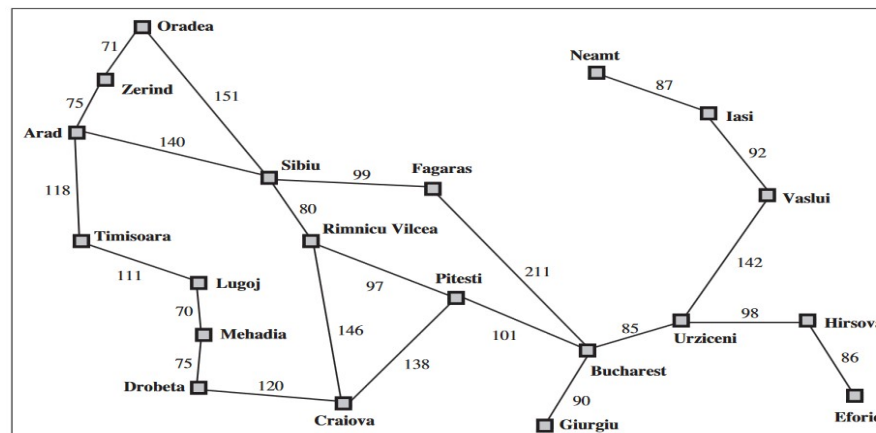 Oradea
71
Neamt
87
Zerind
151
75
Iasi
Arad
140
92
Sibiu
99
Fagaras
118
80
Vaslui
Timisoara
Rimnicu Vilcea
111
Lugoj
97
Pitesti
211
142
70
98
Mehadia
146
101
85
Hirsova
Urziceni
75
138
86
Bucharest
Drobeta
120
90
Craiova
Giurgiu
Eforie